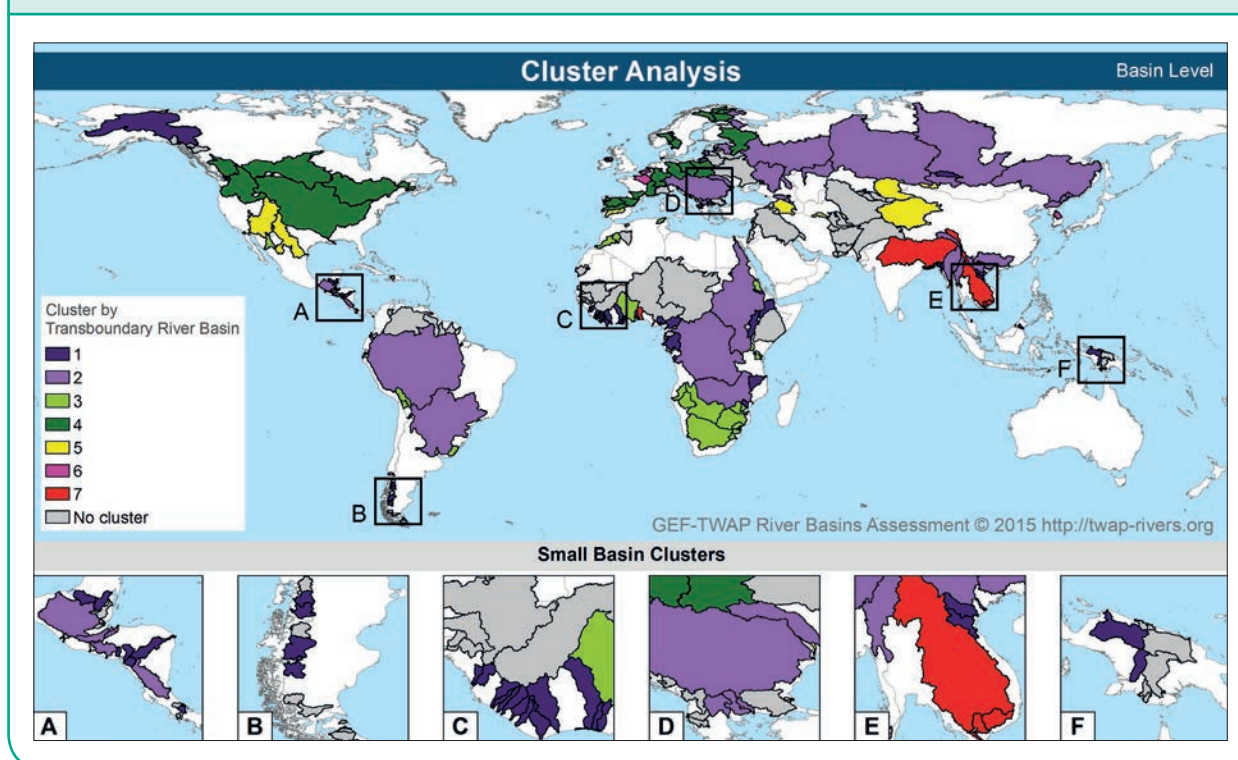 Cluster Analysis
Basin Level
A
B
C
D
E
F
Cluster by
Transboundary River Basin
1
2
3
4
5
6
7
No cluster
GEF-TWAP River Basins Assessment © 2015 http://twap-rivers.org
Small Basin Clusters
A
B
C
D
E
F